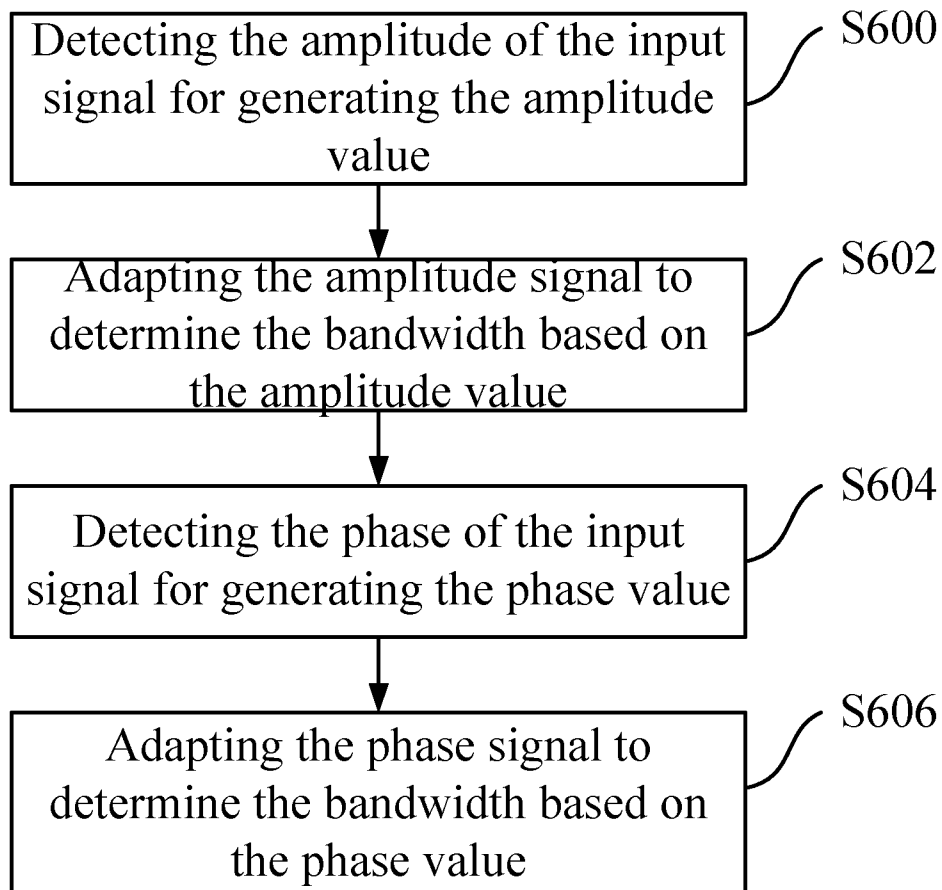 Detecting the amplitude of the input
signal for generating the amplitude
value
S600
Adapting the amplitude signal to
determine the bandwidth based on
the amplitude value
S602
Detecting the phase of the input
signal for generating the phase value
S604
Adapting the phase signal to
determine the bandwidth based on
the phase value
S606